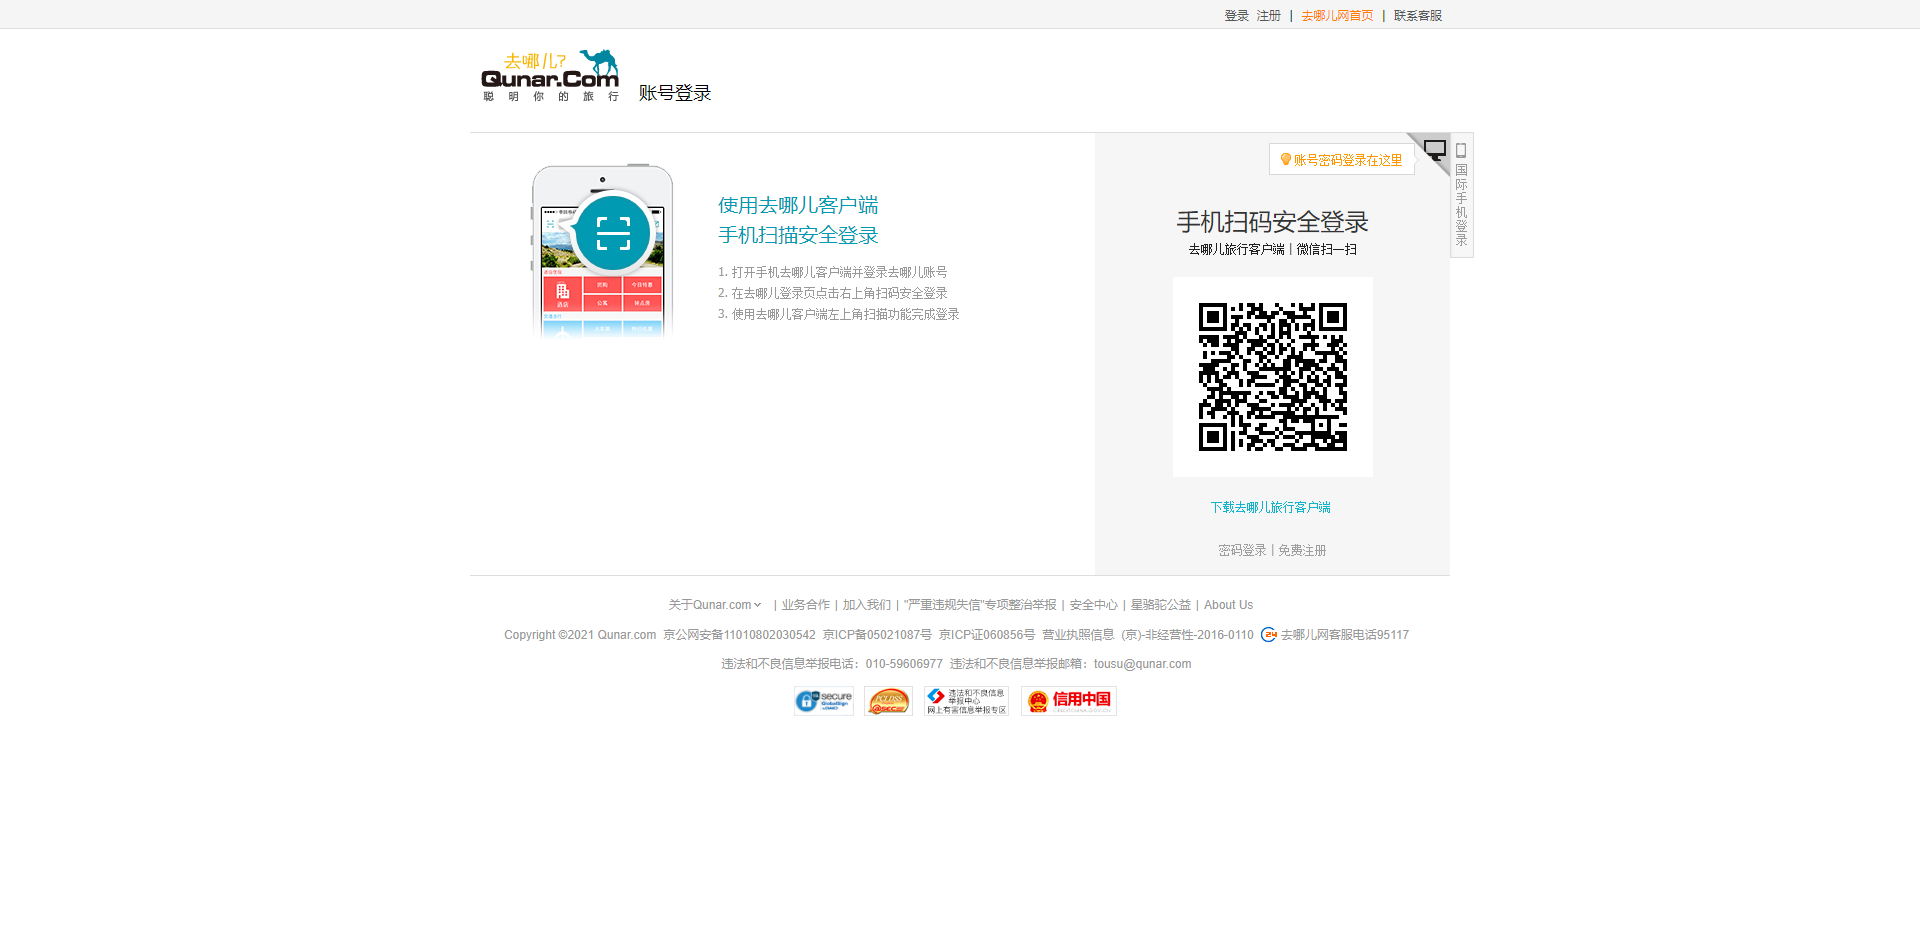 登录 注册 | 去哪儿网首页 | 联系客服
去哪儿?
Qunar.Com
聪明你的旅行
账号登录
账号密码登录在这里
国际手机登录
使用去哪儿客户端
手机扫描安全登录
1. 打开手机去哪儿客户端并登录去哪儿账号
2. 在去哪儿登录页点击右上角扫码安全登录
3. 使用去哪儿客户端左上角扫描功能完成登录
酒店
团购
今日特惠
公寓
手机扫码安全登录
去哪儿旅行客户端 | 微信扫一扫
下载去哪儿旅行客户端
密码登录 | 免费注册
关于Qunar.com | 业务合作 | 加入我们 | "严重违规失信"专项整治举报 | 安全中心 | 星骆驼公益 | About Us
Copyright ©2021 Qunar.com 京公网安备11010802030542 京ICP备05021087号 京ICP证060856号 营业执照信息 (京)-非经营性-2016-0110 去哪儿网客服电话95117
违法和不良信息举报电话：010-59606977 违法和不良信息举报邮箱：tousu@qunar.com
secure
GlobalSign
PCI DSS
@sec
违法和不良信息
举报中心
网上有害信息举报专区
信用中国